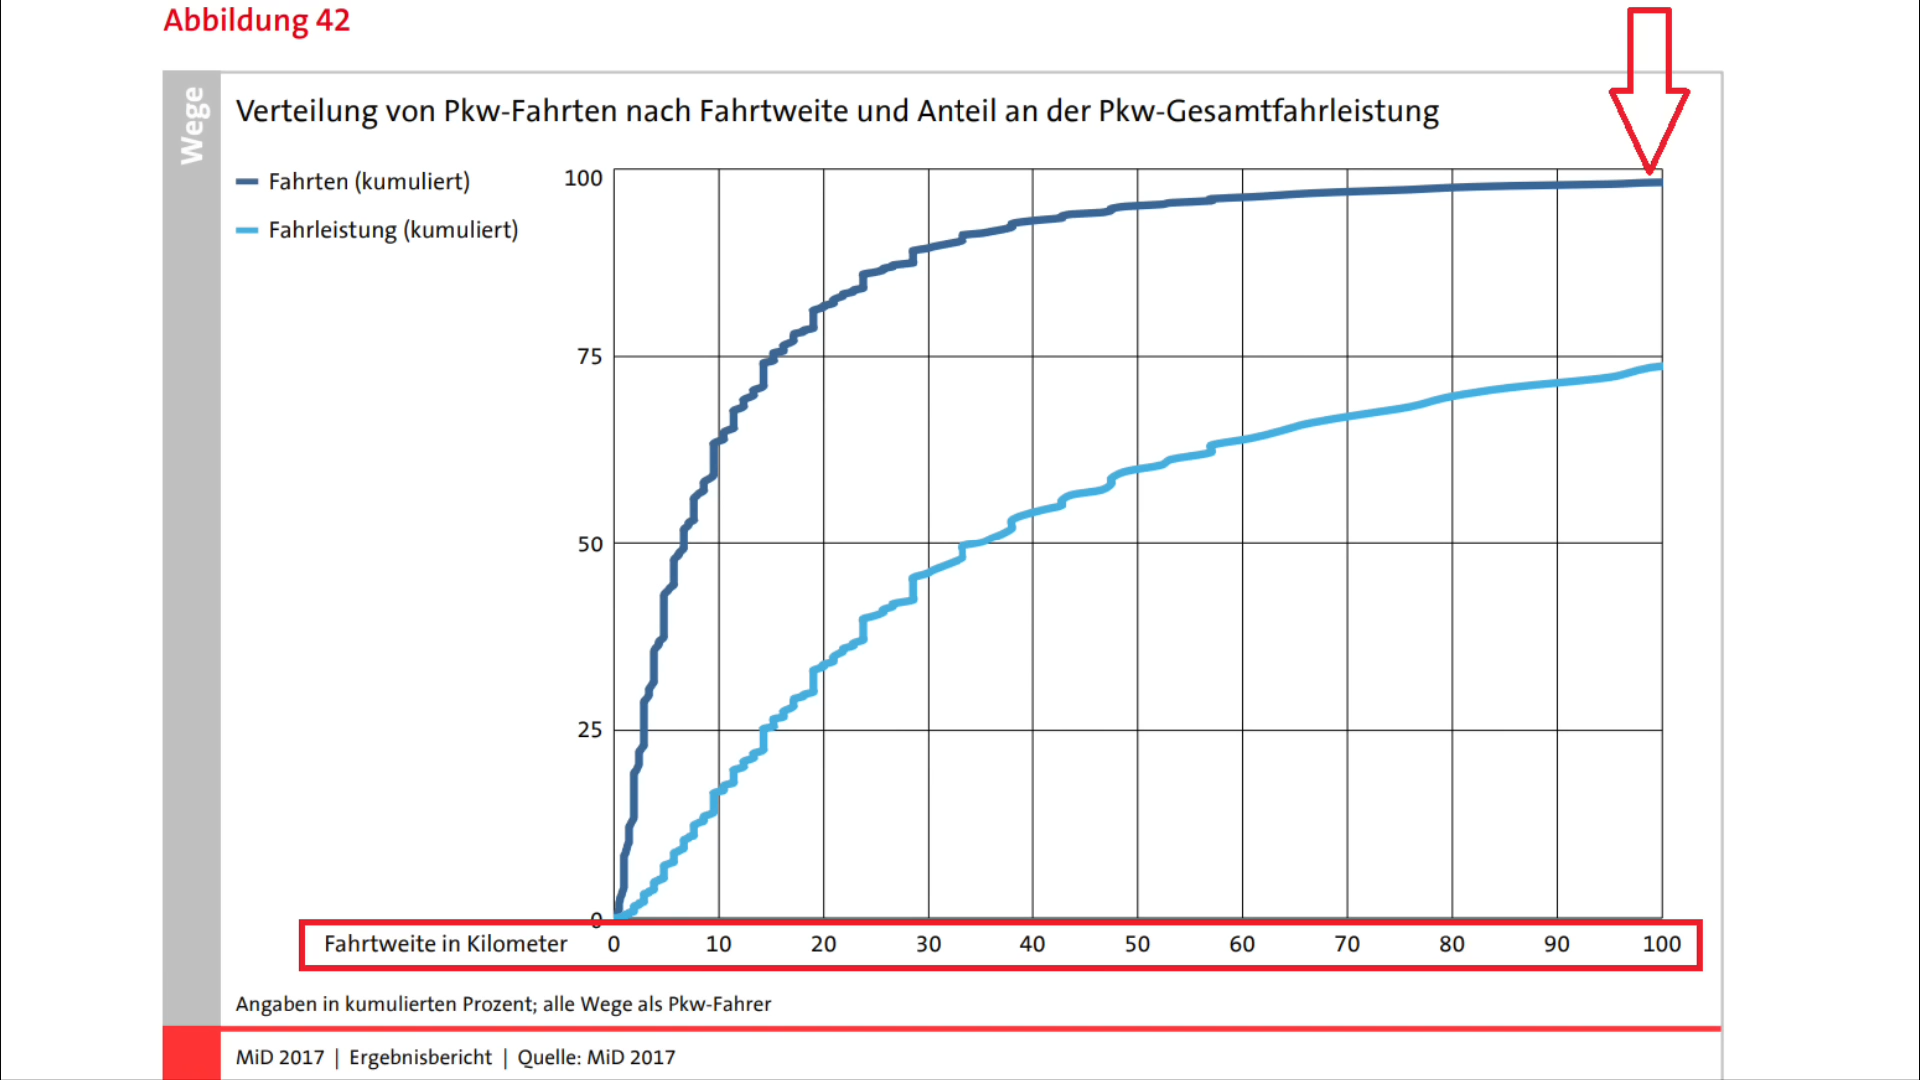 Abbildung 42
Wege
Verteilung von Pkw-Fahrten nach Fahrtweite und Anteil an der Pkw-Gesamtfahrleistung
Fahrten (kumuliert)
Fahrleistung (kumuliert)
100
75
50
25
0
Fahrtweite in Kilometer 0 10 20 30 40 50 60 70 80 90 100
Angaben in kumulierten Prozent; alle Wege als Pkw-Fahrer
MiD 2017 | Ergebnisbericht | Quelle: MiD 2017